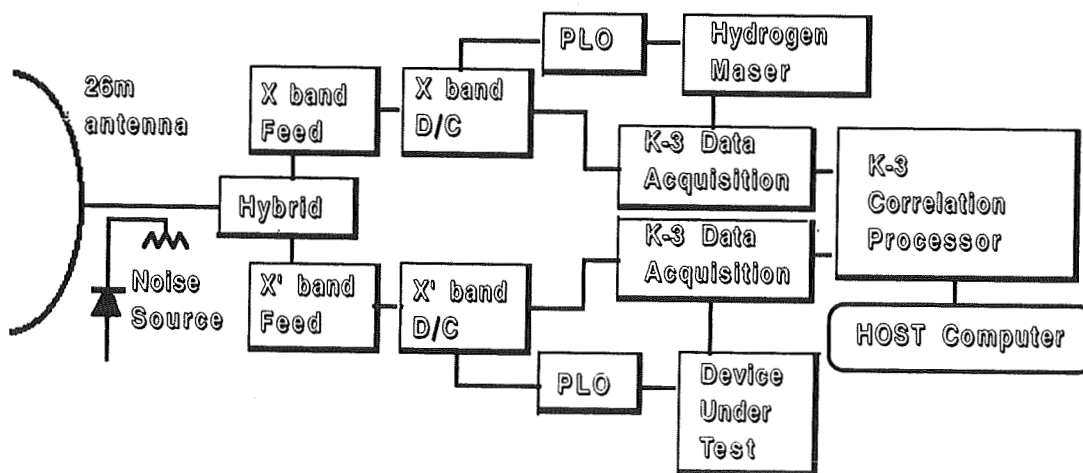 26m
antenna
Noise
Source
Hybrid
X band
Feed
X band
D/C
PLO
Hydrogen
Maser
K-3 Data
Acquisition
K-3
Correlation
Processor
X' band
Feed
X' band
D/C
K-3 Data
Acquisition
PLO
Device
Under
Test
HOST Computer